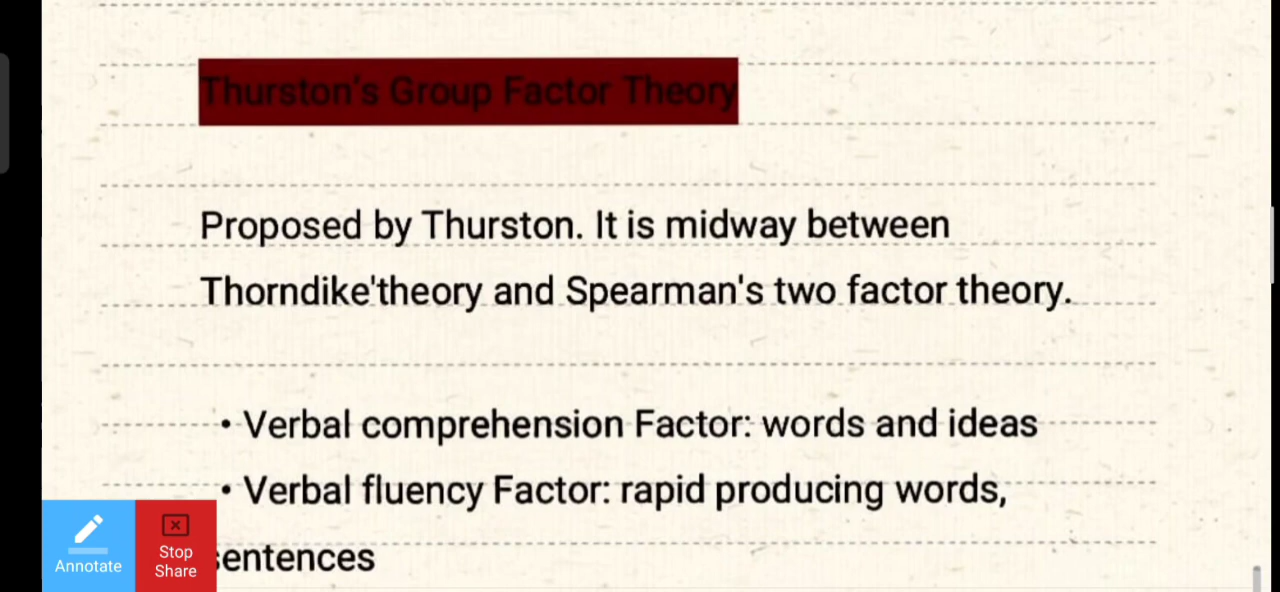 Thurston's Group Factor Theory
Proposed by Thurston. It is midway between
Thorndike'theory and Spearman's two factor theory.
• Verbal comprehension Factor: words and ideas
• Verbal fluency Factor: rapid producing words,
sentences
Annotate
Stop
Share